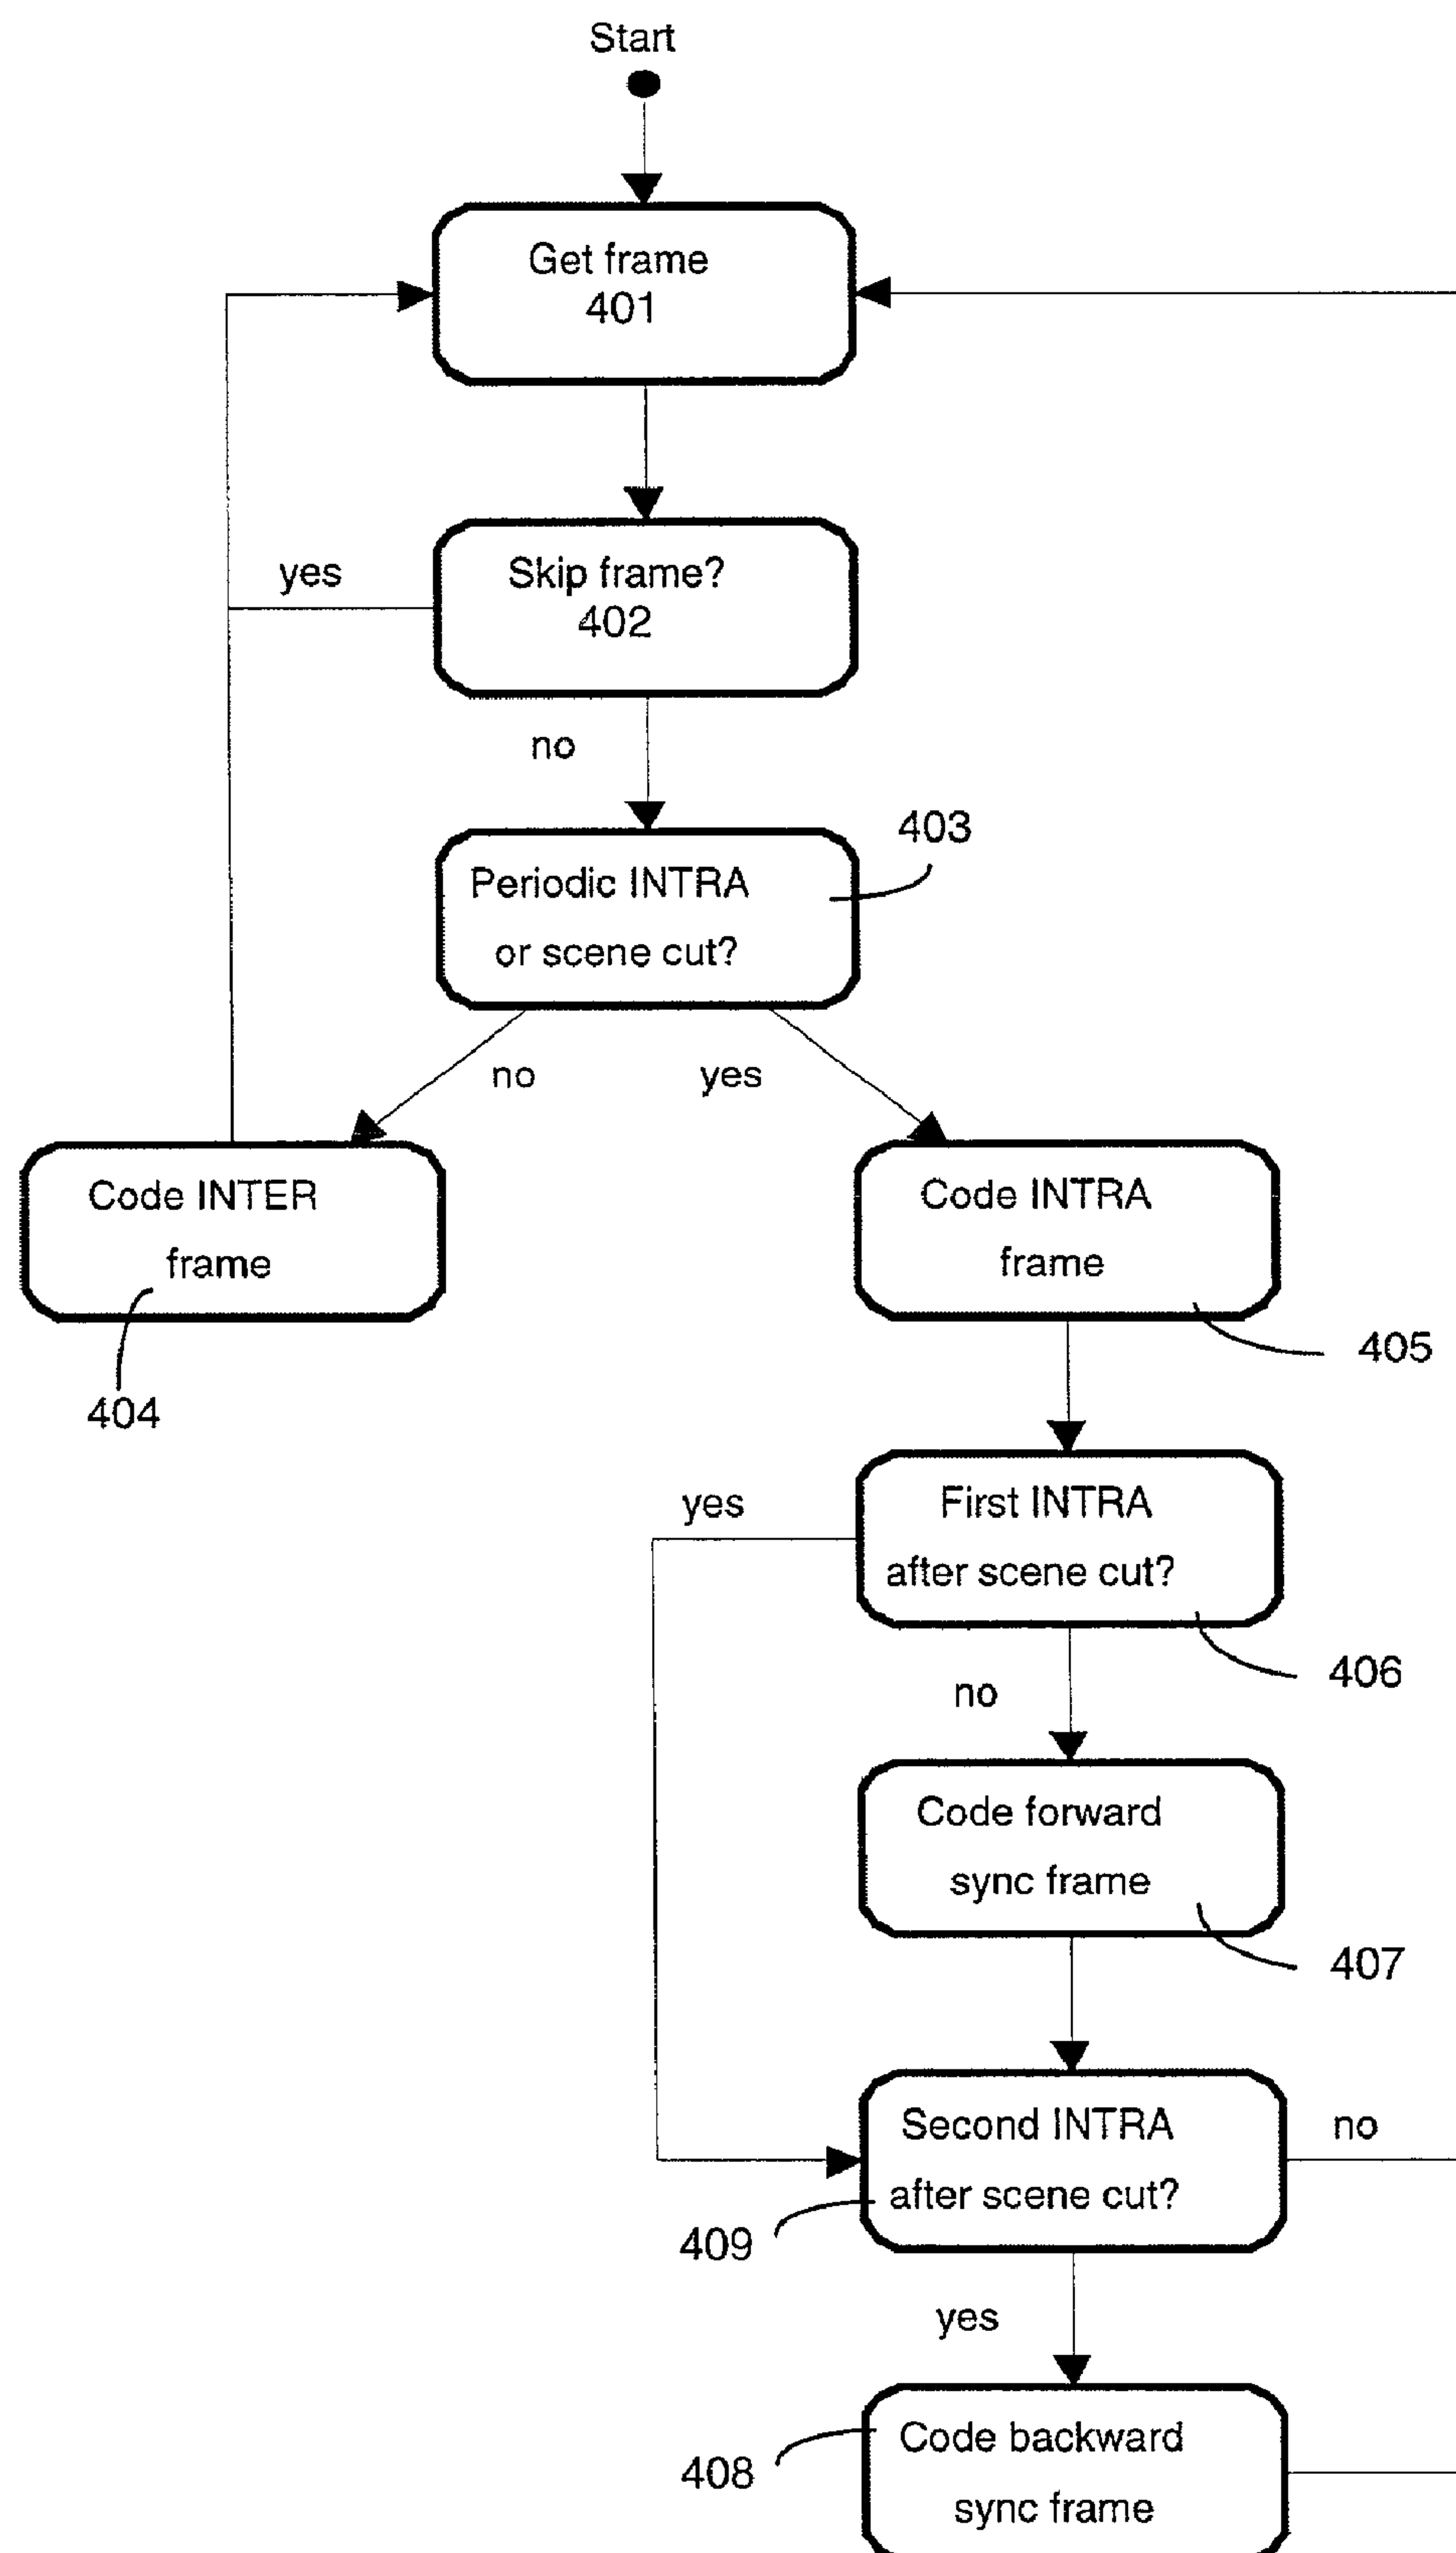 Start
Get frame
401
Skip frame?
402
yes
no
403
Periodic INTRA
or scene cut?
no
yes
Code INTER
frame
404
Code INTRA
frame
405
First INTRA
after scene cut?
yes
406
no
Code forward
sync frame
407
Second INTRA
after scene cut?
no
409
yes
Code backward
sync frame
408